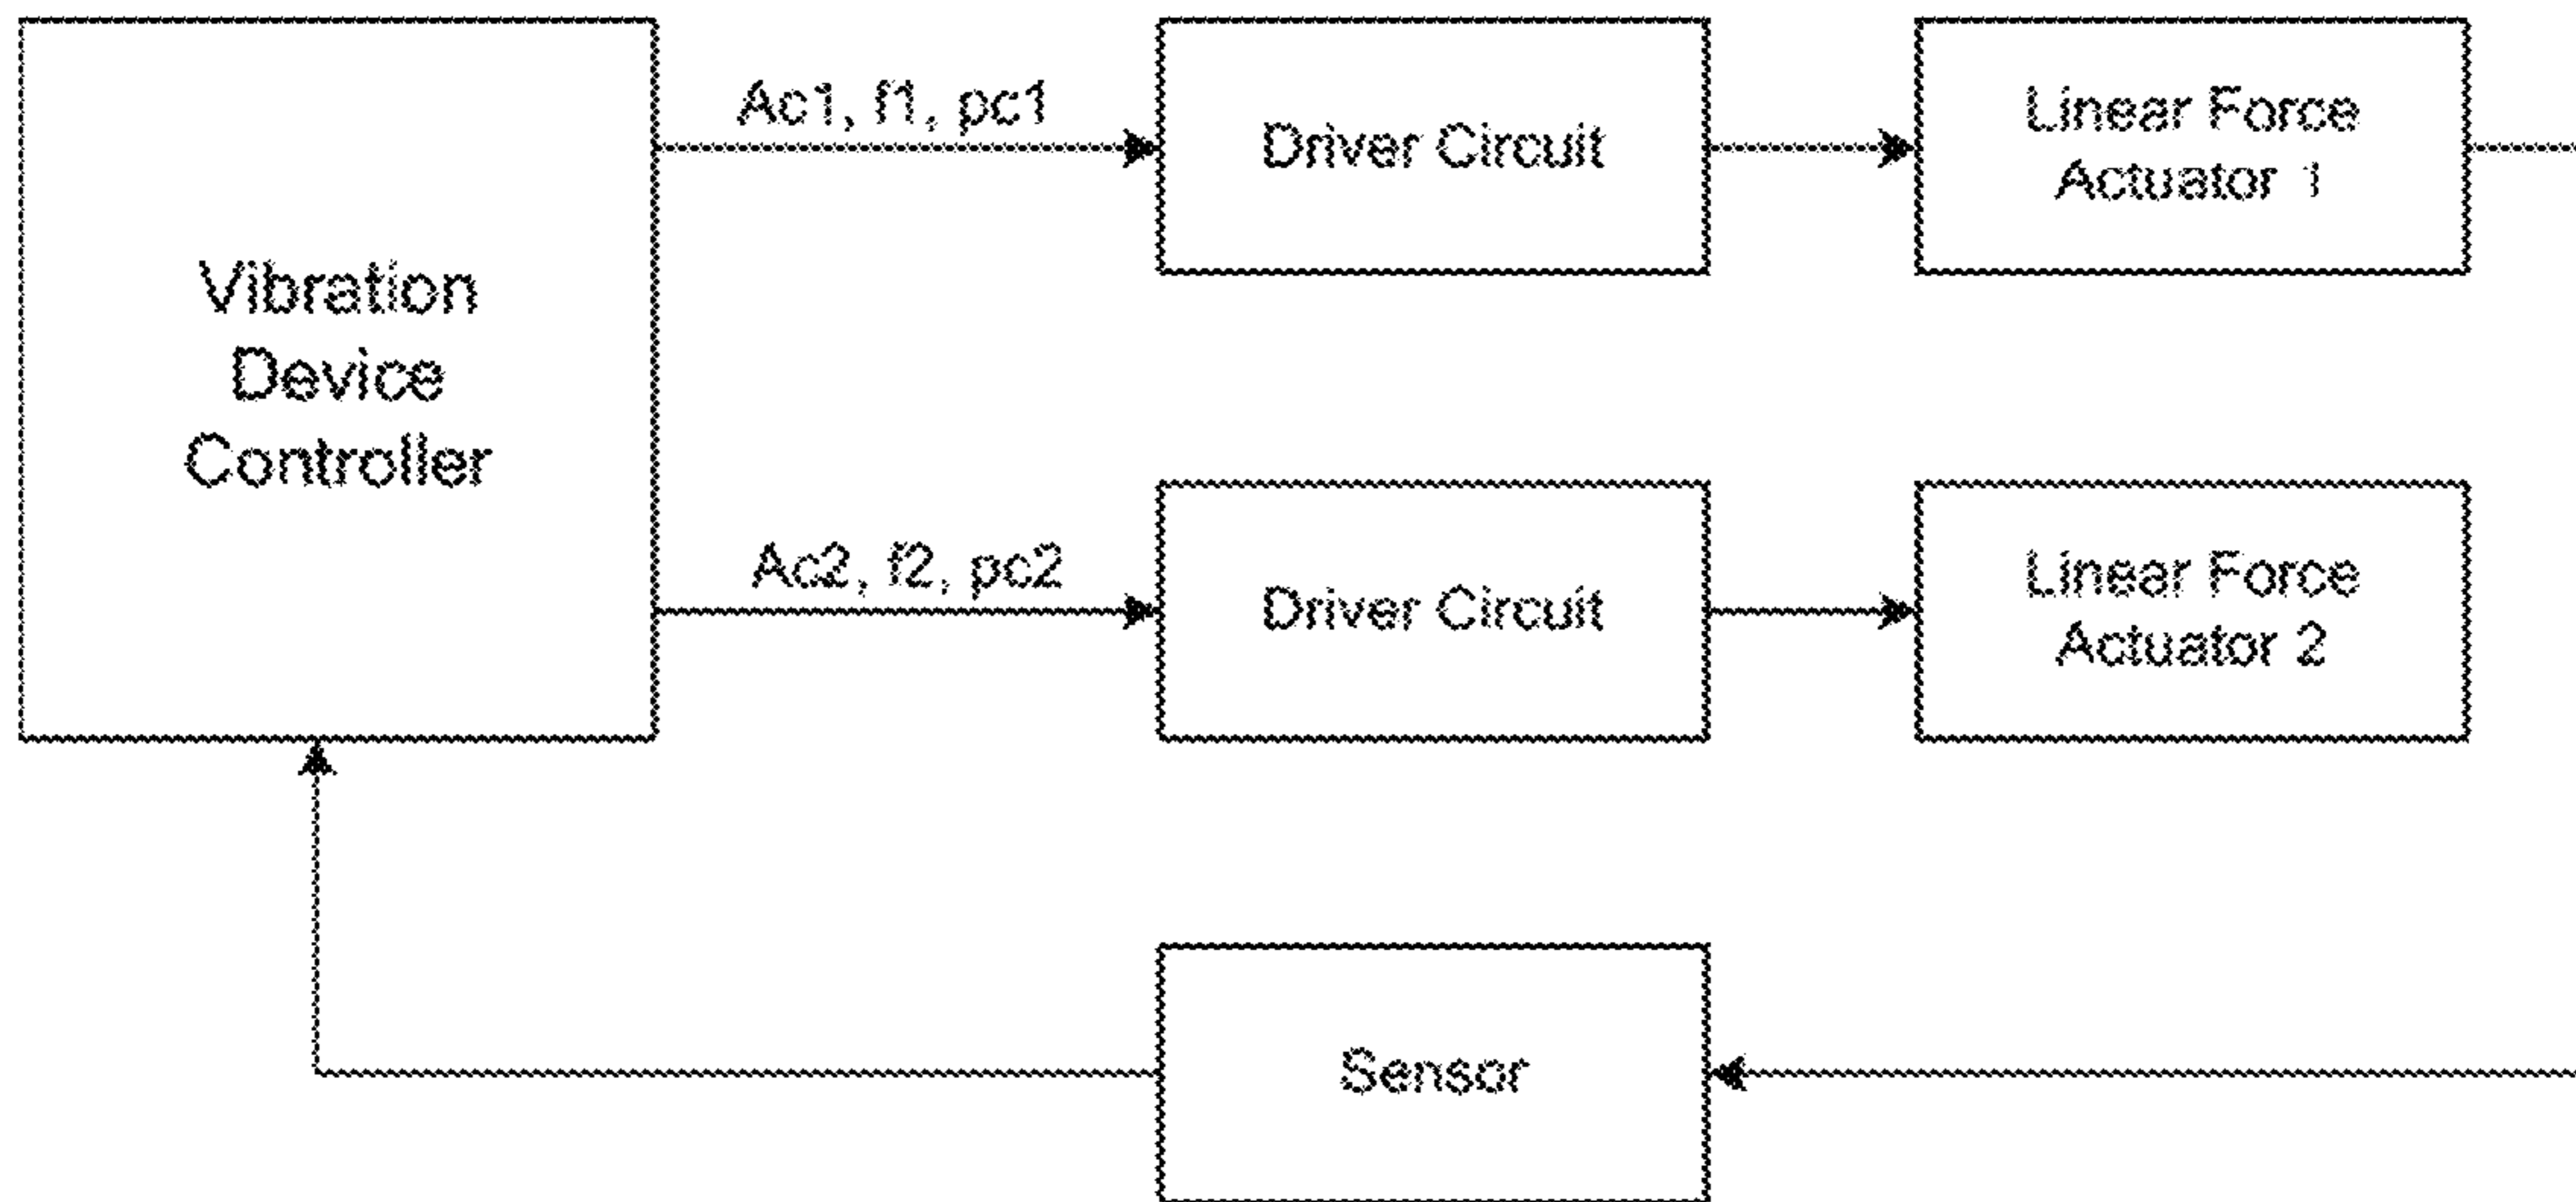 Vibration
Device
Controller
Ac1, f1, pc1
Driver Circuit
Linear Force
Actuator 1
Ac2, f2, pc2
Driver Circuit
Linear Force
Actuator 2
Sensor